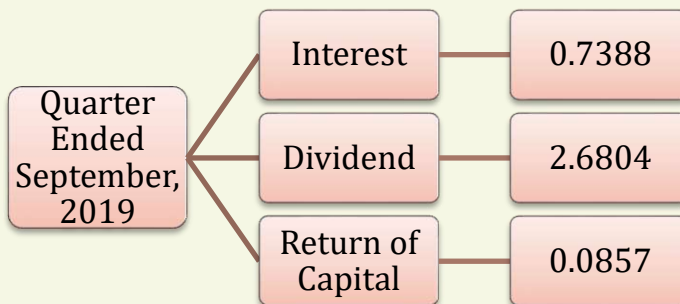 Quarter
Ended
September,
2019
Interest
0.7388
Dividend
2.6804
Return of
Capital
0.0857